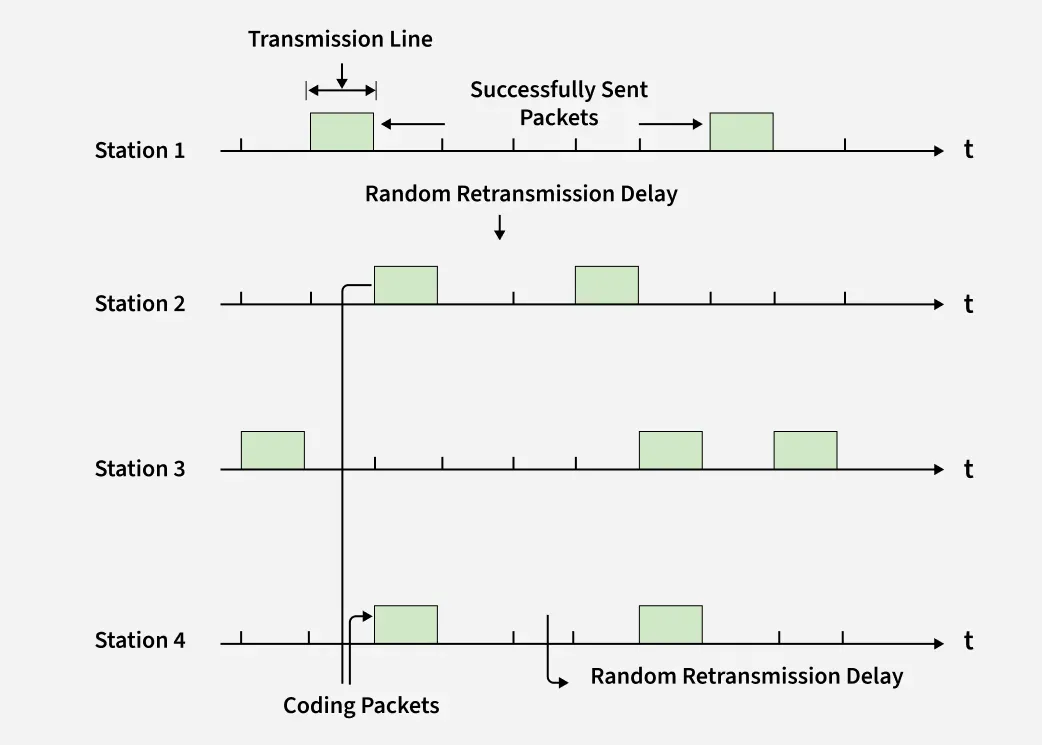 Transmission Line
Successfully Sent
Packets
Station 1
t
Random Retransmission Delay
Station 2
t
Station 3
t
Station 4
t
Random Retransmission Delay
Coding Packets